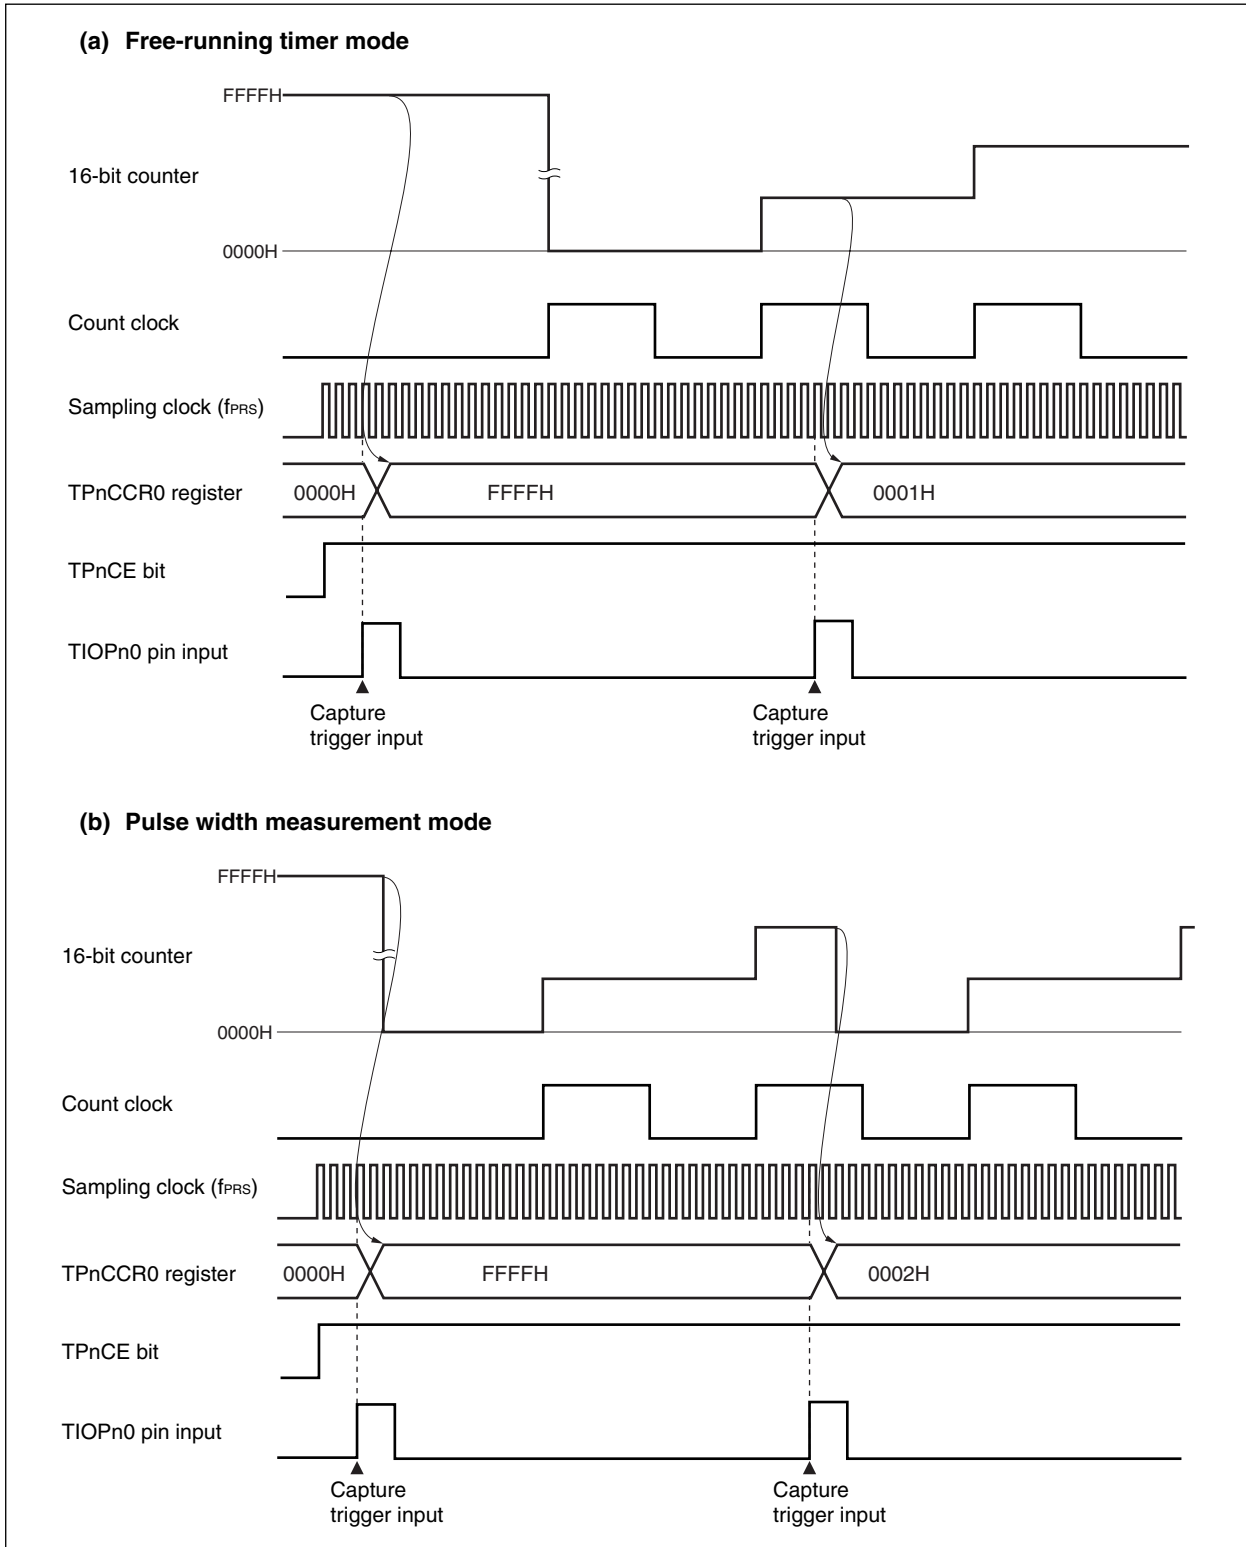 (a) Free-running timer mode
FFFFH
16-bit counter
0000H
Count clock
Sampling clock (fPRS)
TPnCCR0 register
0000H
FFFFH
0001H
TPnCE bit
TIOPn0 pin input
Capture
trigger input
Capture
trigger input
(b) Pulse width measurement mode
FFFFH
16-bit counter
0000H
Count clock
Sampling clock (fPRS)
TPnCCR0 register
0000H
FFFFH
0002H
TPnCE bit
TIOPn0 pin input
Capture
trigger input
Capture
trigger input